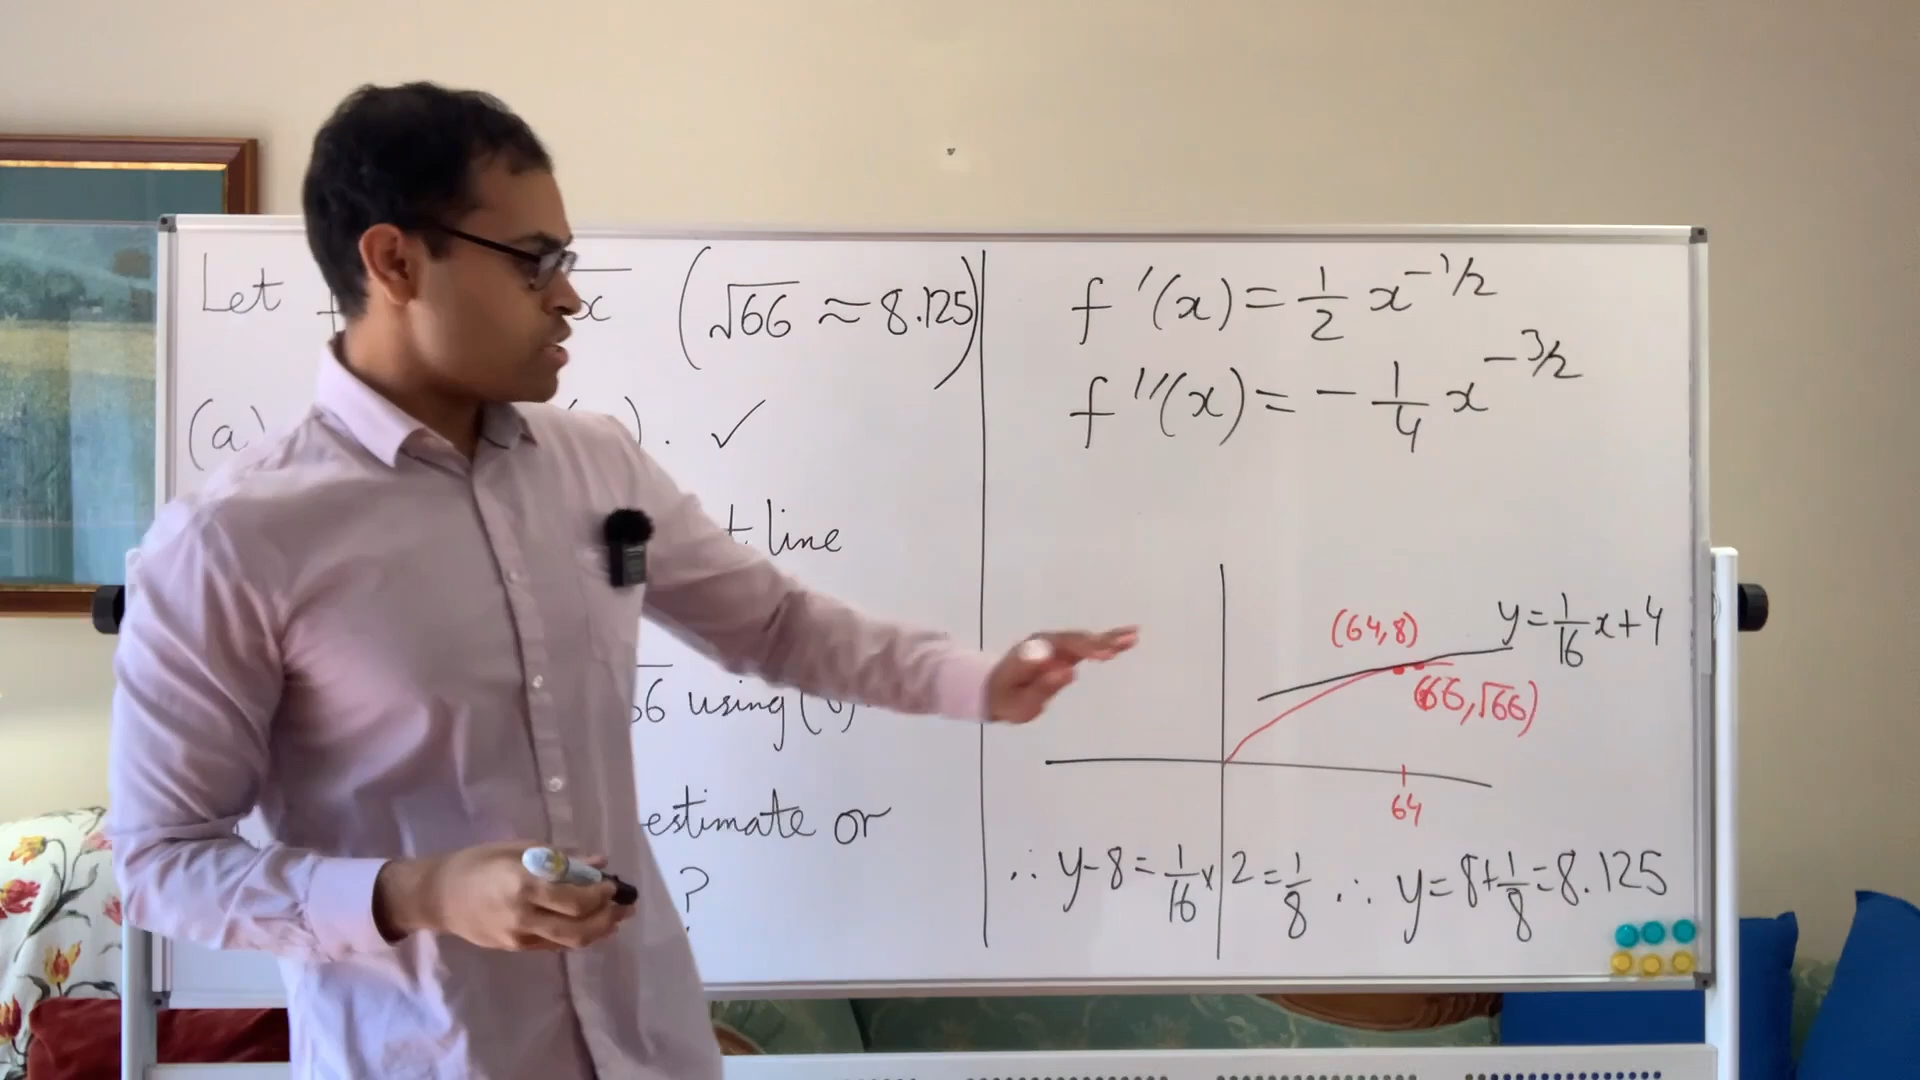 Let f x (√66 ≈ 8.125)
(a) ). ✓
t line
66 using (b)
estimate or
?
f'(x) = 1/2 x^(-1/2)
f''(x) = -1/4 x^(-3/2)
(64,8)
y = 1/16 x + 4
(66,√66)
64
∴ y-8 = 1/16 × 2 = 1/8 ∴ y = 8+1/8 = 8.125